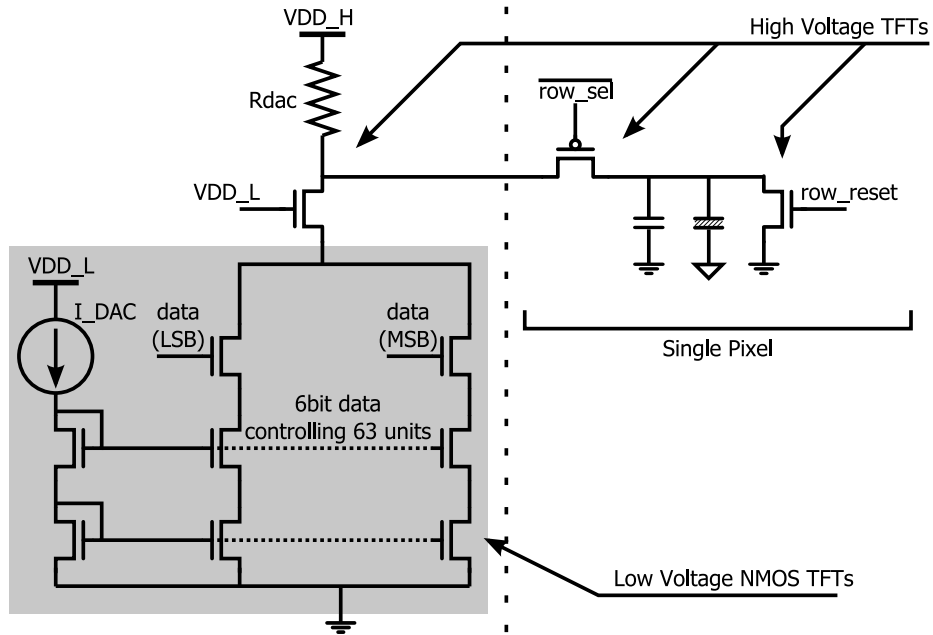 VDD_H
High Voltage TFTs
Rdac
row_sel
VDD_L
row_reset
VDD_L
I_DAC
data
(LSB)
data
(MSB)
Single Pixel
6bit data
controlling 63 units
Low Voltage NMOS TFTs